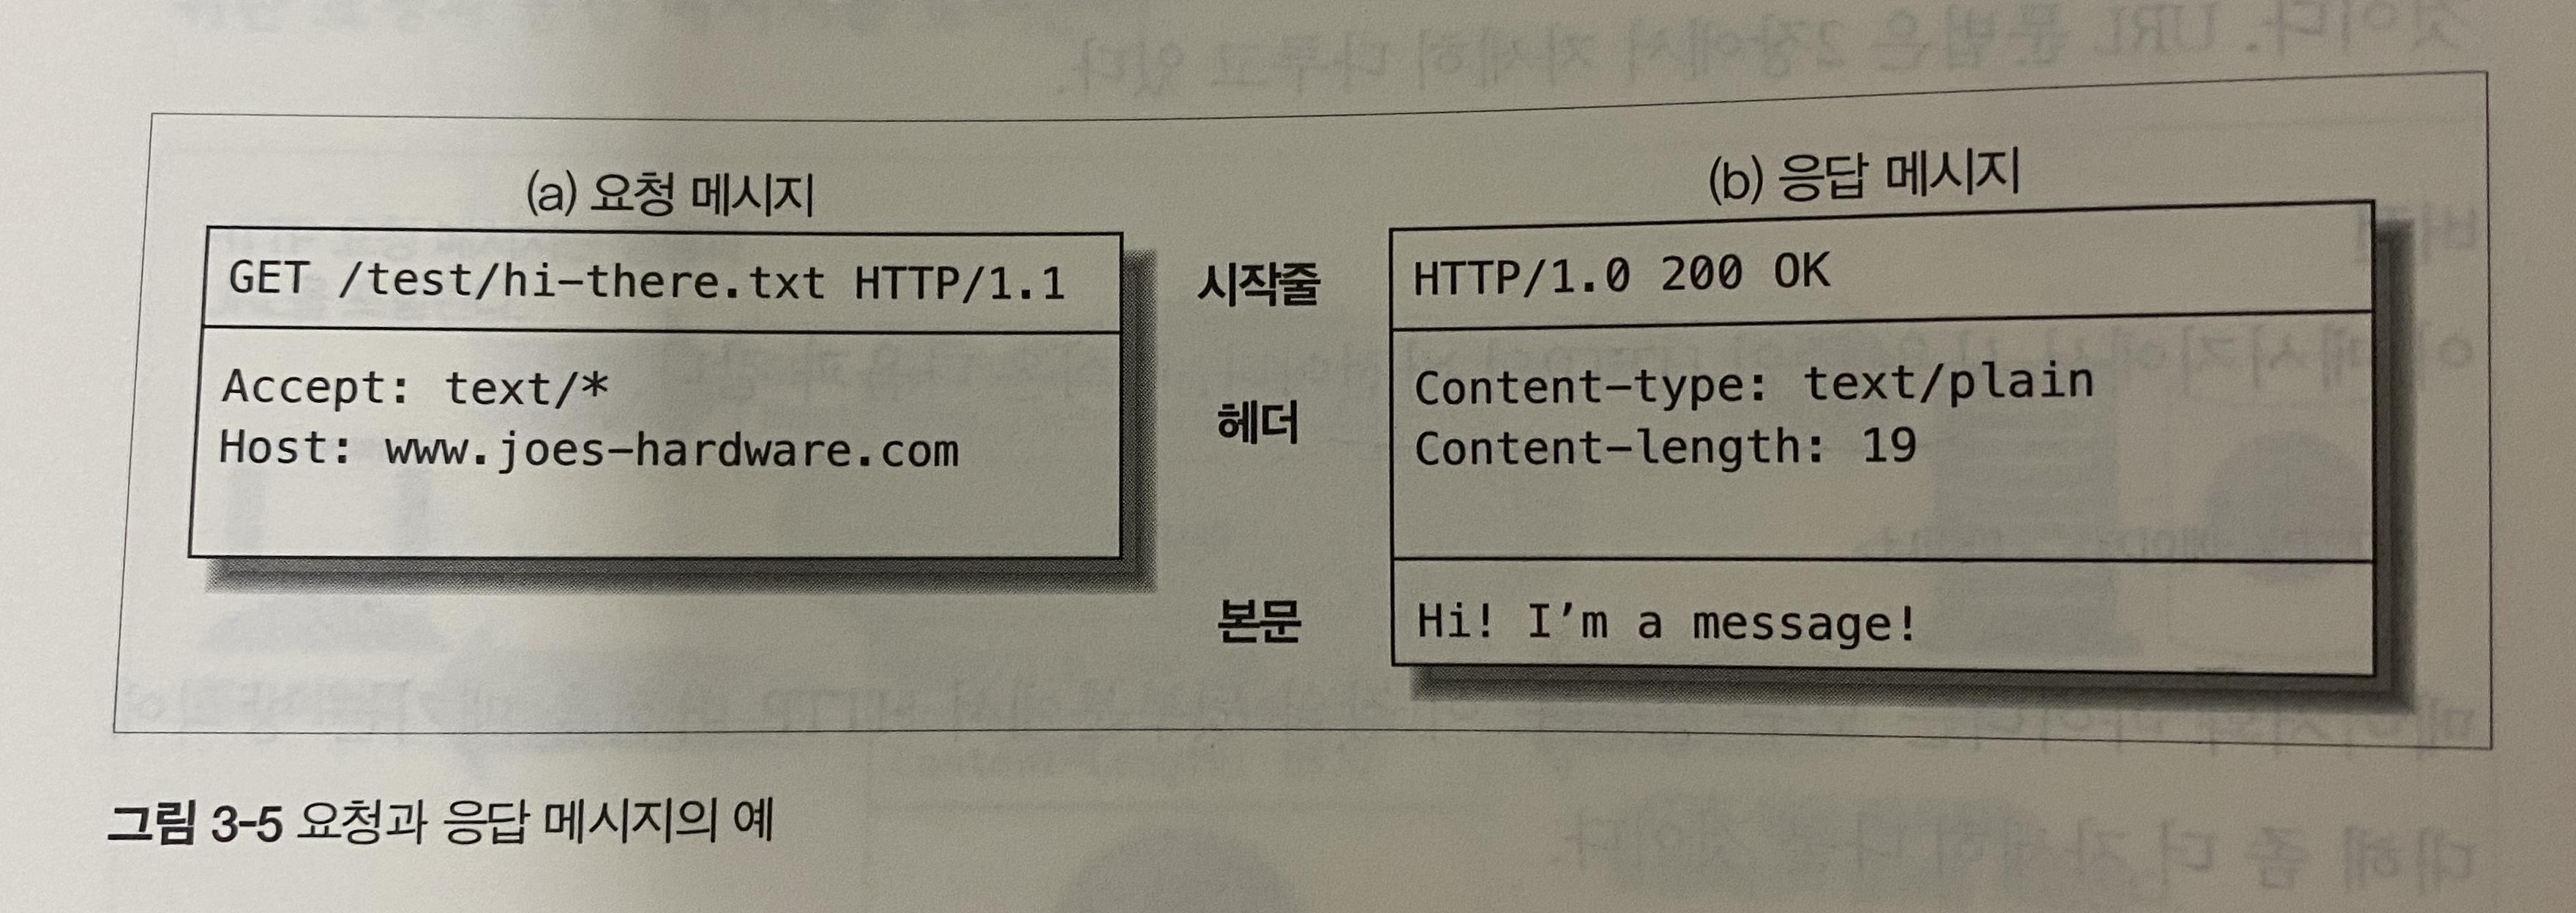 (a) 요청 메시지
GET /test/hi-there.txt HTTP/1.1
Accept: text/*
Host: www.joes-hardware.com
시작줄
헤더
본문
(b) 응답 메시지
HTTP/1.0 200 OK
Content-type: text/plain
Content-length: 19
Hi! I’m a message!
그림 3-5 요청과 응답 메시지의 예